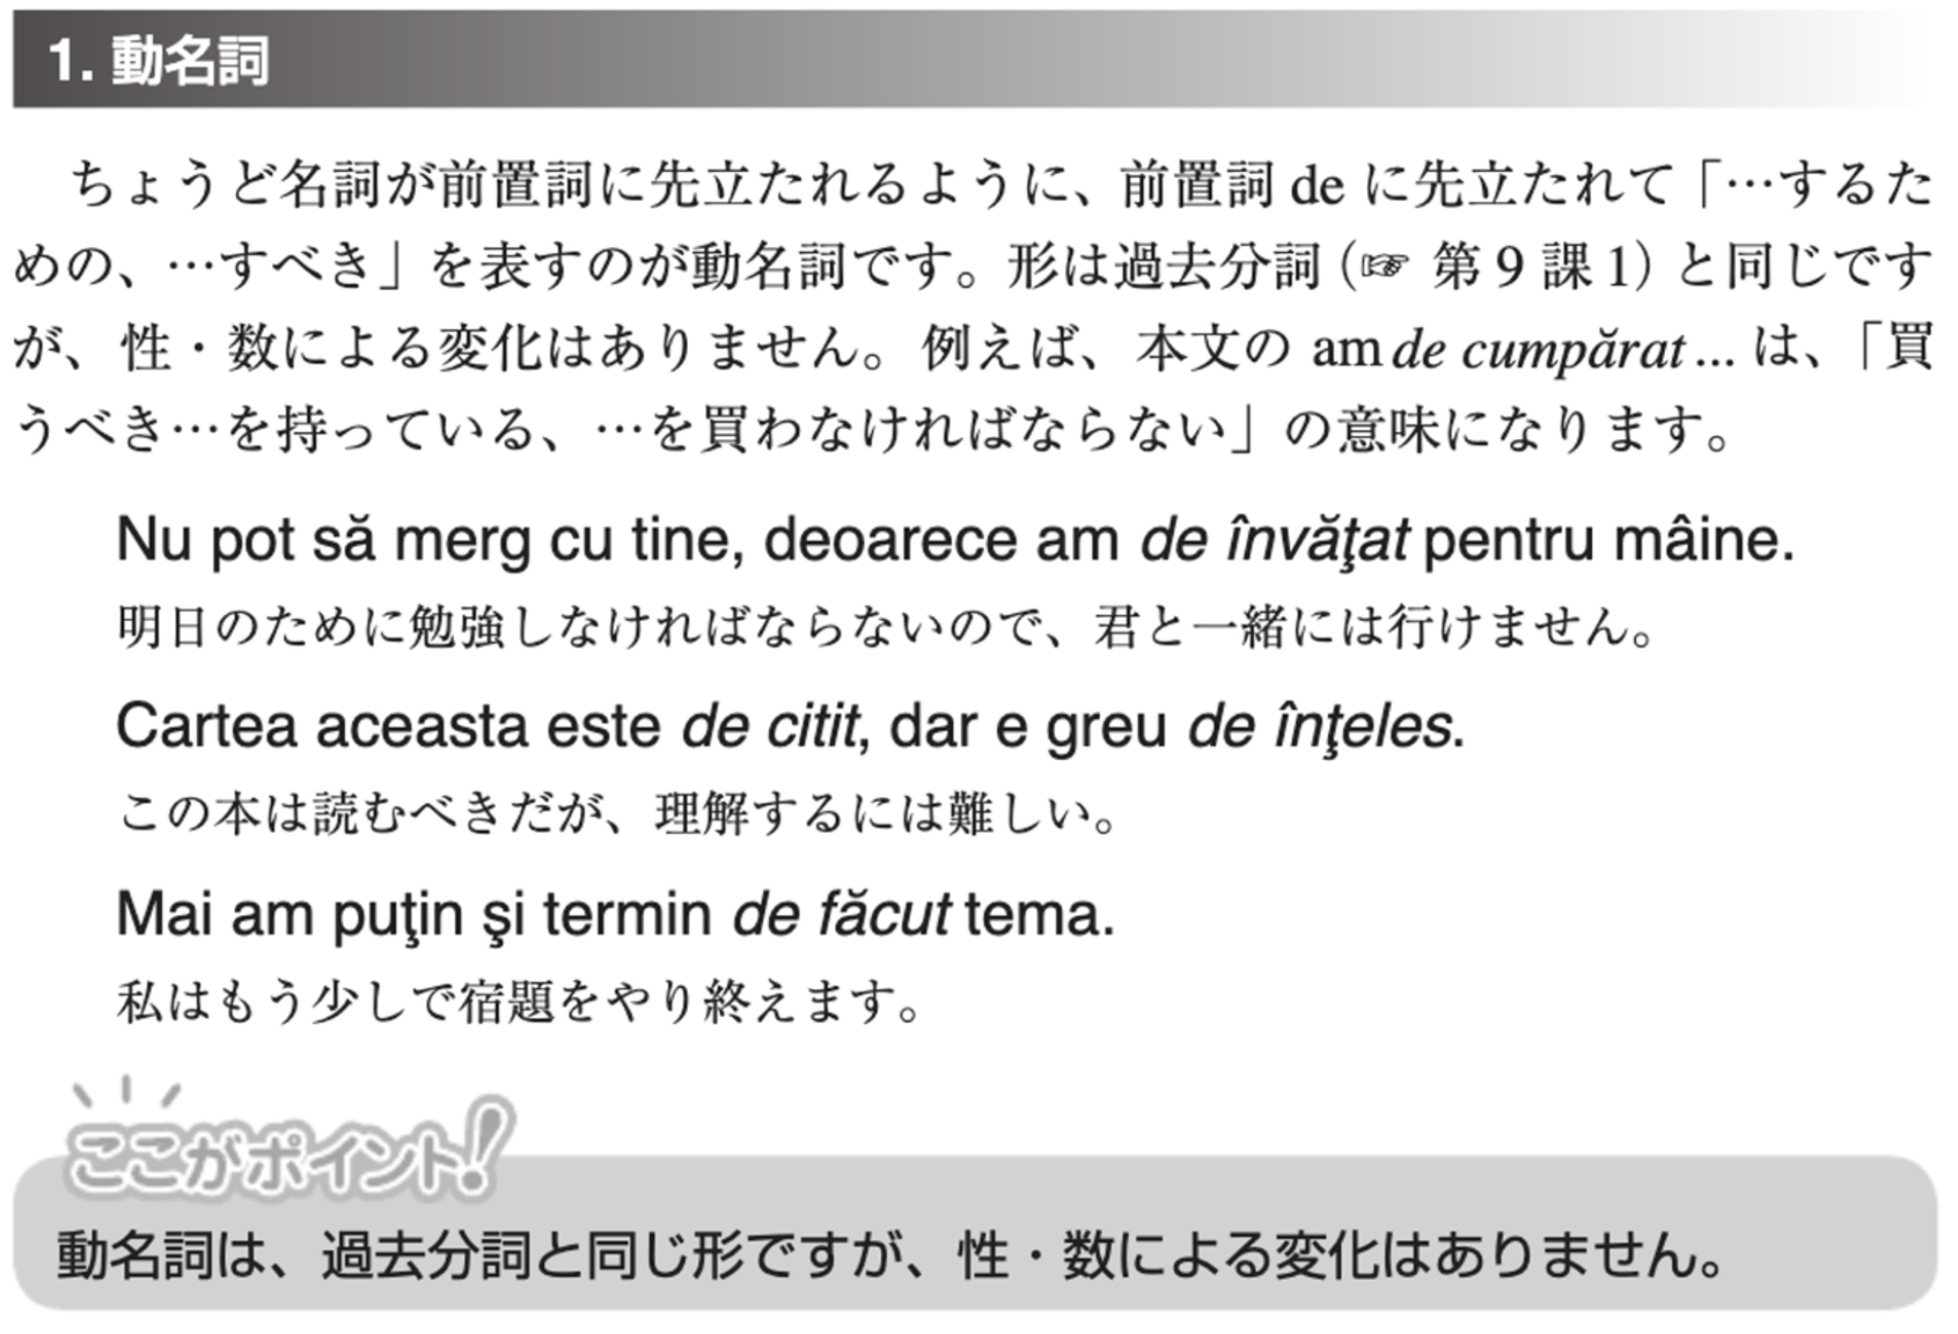 1. 動名詞
ちょうど名詞が前置詞に先立たれるように、前置詞 de に先立たれて「…するた
めの、…すべき」を表すのが動名詞です。形は過去分詞（☞ 第 9 課 1）と同じです
が、性・数による変化はありません。例えば、本文の am de cumpărat ... は、「買
うべき…を持っている、…を買わなければならない」の意味になります。
Nu pot să merg cu tine, deoarece am de învăţat pentru mâine.
明日のために勉強しなければならないので、君と一緒には行けません。
Cartea aceasta este de citit, dar e greu de înţeles.
この本は読むべきだが、理解するには難しい。
Mai am puţin şi termin de făcut tema.
私はもう少しで宿題をやり終えます。
ここがポイント!
動名詞は、過去分詞と同じ形ですが、性・数による変化はありません。